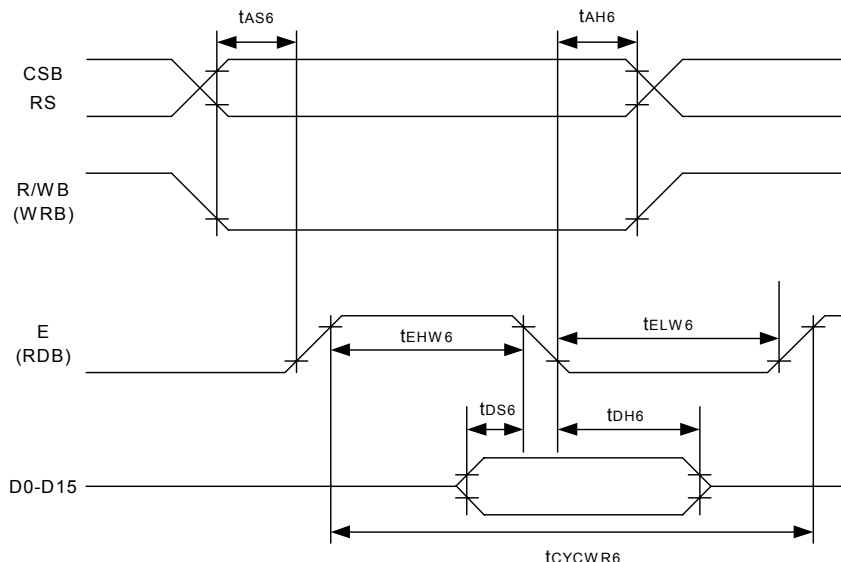 tAS6
tAH6
CSB
RS
R/WB
(WRB)
E
(RDB)
tEHW6
tELW6
tDS6
tDH6
D0-D15
tCYCWR6